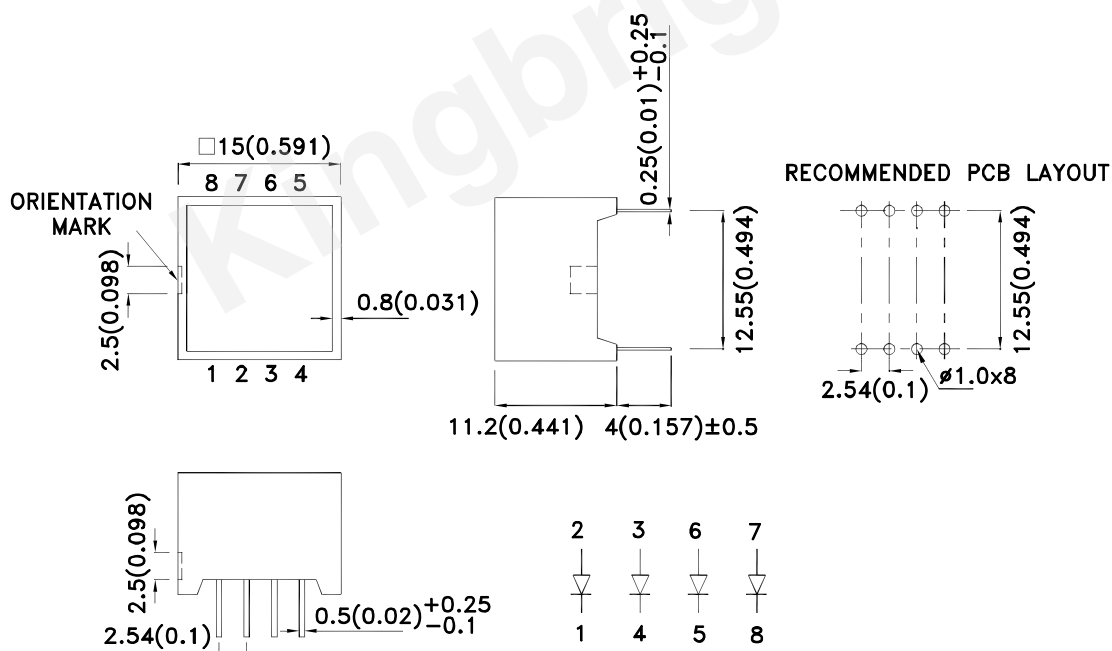 Kingbrig
□15(0.591)
8 7 6 5
ORIENTATION
MARK
2.5(0.098)
0.8(0.031)
1 2 3 4
0.25(0.01)+0.25
-0.1
12.55(0.494)
11.2(0.441) 4(0.157)±0.5
RECOMMENDED PCB LAYOUT
12.55(0.494)
2.54(0.1)
ø1.0x8
2.5(0.098)
2.54(0.1)
0.5(0.02)+0.25
-0.1
2 3 6 7
1 4 5 8